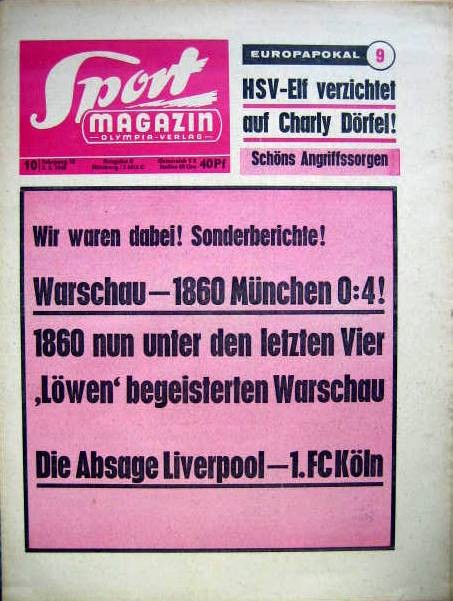 Sport
MAGAZIN
OLYMPIA-VERLAG
10
40Pf
EUROPAPOKAL 9
HSV-Elf verzichtet
auf Charly Dörfel!
Schöns Angriffssorgen
Wir waren dabei! Sonderberichte!
Warschau—1860 München 0:4!
1860 nun unter den letzten Vier
‚Löwen‘ begeisterten Warschau
Die Absage Liverpool—1. FC Köln